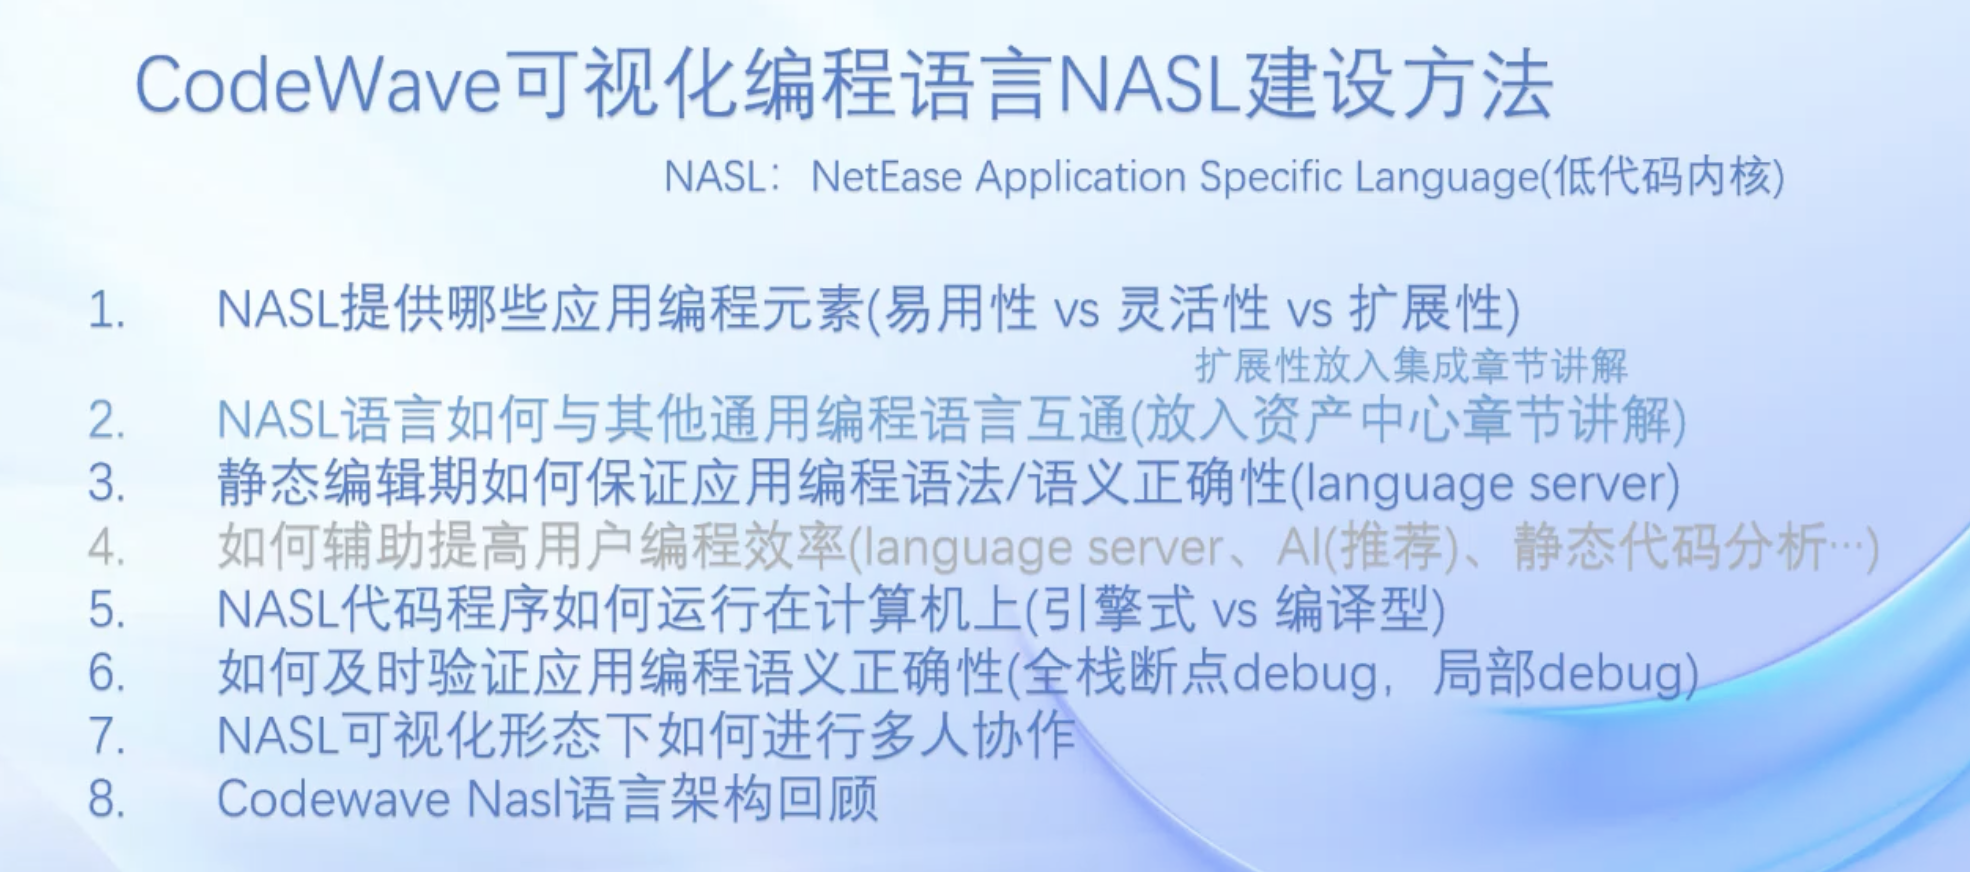 CodeWave可视化编程语言NASL建设方法
NASL：NetEase Application Specific Language(低代码内核)
1. NASL提供哪些应用编程元素(易用性 vs 灵活性 vs 扩展性)
扩展性放入集成章节讲解
2. NASL语言如何与其他通用编程语言互通(放入资产中心章节讲解)
3. 静态编辑期如何保证应用编程语法/语义正确性(language server)
4. 如何辅助提高用户编程效率(language server、AI(推荐)、静态代码分析…)
5. NASL代码程序如何运行在计算机上(引擎式 vs 编译型)
6. 如何及时验证应用编程语义正确性(全栈断点debug，局部debug)
7. NASL可视化形态下如何进行多人协作
8. Codewave Nasl语言架构回顾